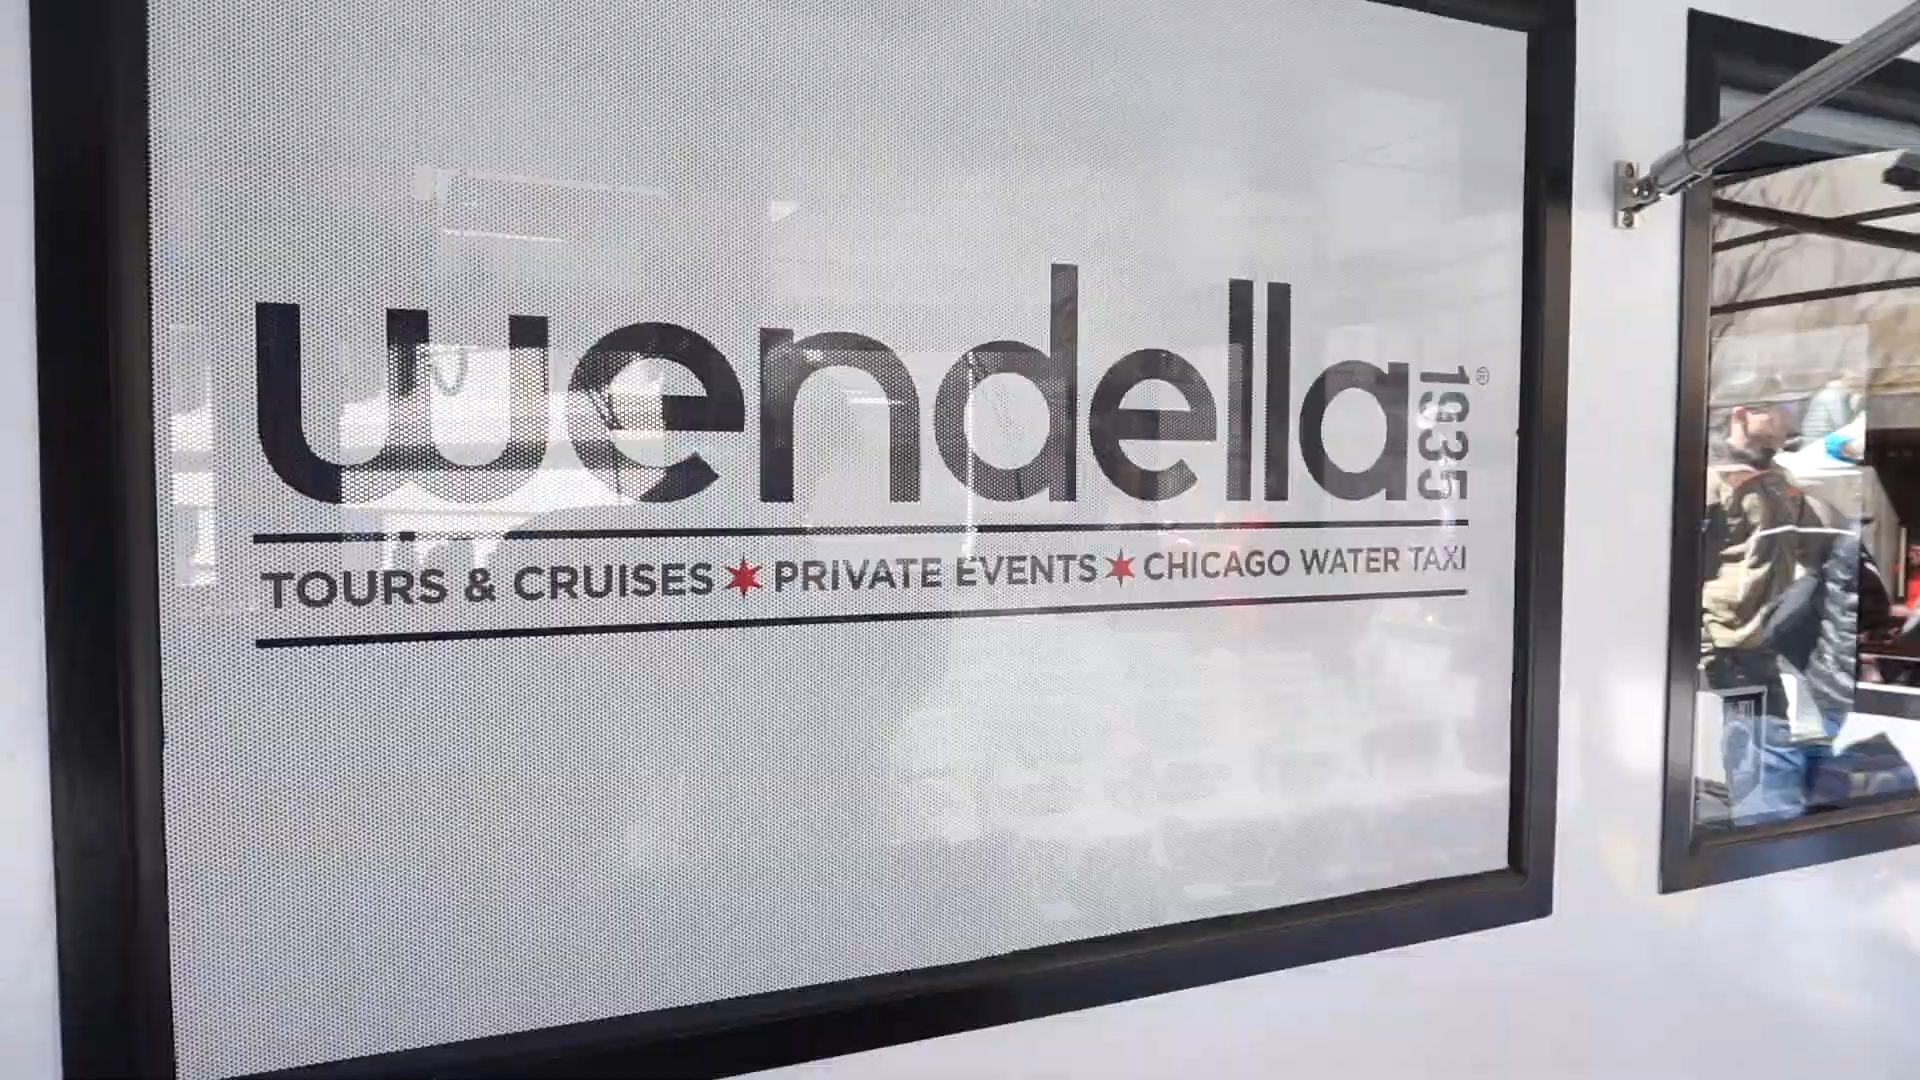 wendella
1935
®
TOURS & CRUISES ✶ PRIVATE EVENTS ✶ CHICAGO WATER TAXI